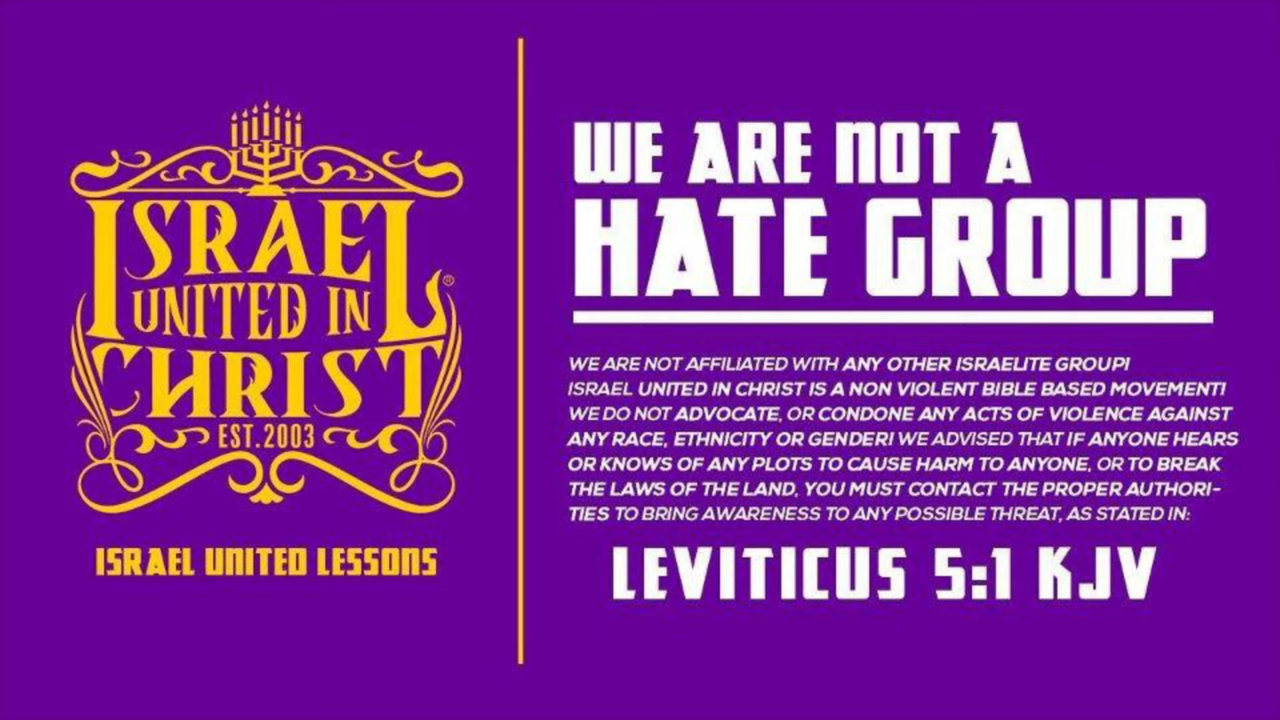 ISRAEL
UNITED IN
CHRIST
EST.2003
ISRAEL UNITED LESSONS
WE ARE NOT A
HATE GROUP
WE ARE NOT AFFILIATED WITH ANY OTHER ISRAELITE GROUP!
ISRAEL UNITED IN CHRIST IS A NON VIOLENT BIBLE BASED MOVEMENT!
WE DO NOT ADVOCATE, OR CONDONE ANY ACTS OF VIOLENCE AGAINST
ANY RACE, ETHNICITY OR GENDER! WE ADVISED THAT IF ANYONE HEARS
OR KNOWS OF ANY PLOTS TO CAUSE HARM TO ANYONE, OR TO BREAK
THE LAWS OF THE LAND, YOU MUST CONTACT THE PROPER AUTHORI-
TIES TO BRING AWARENESS TO ANY POSSIBLE THREAT, AS STATED IN:
LEVITICUS 5:1 KJV